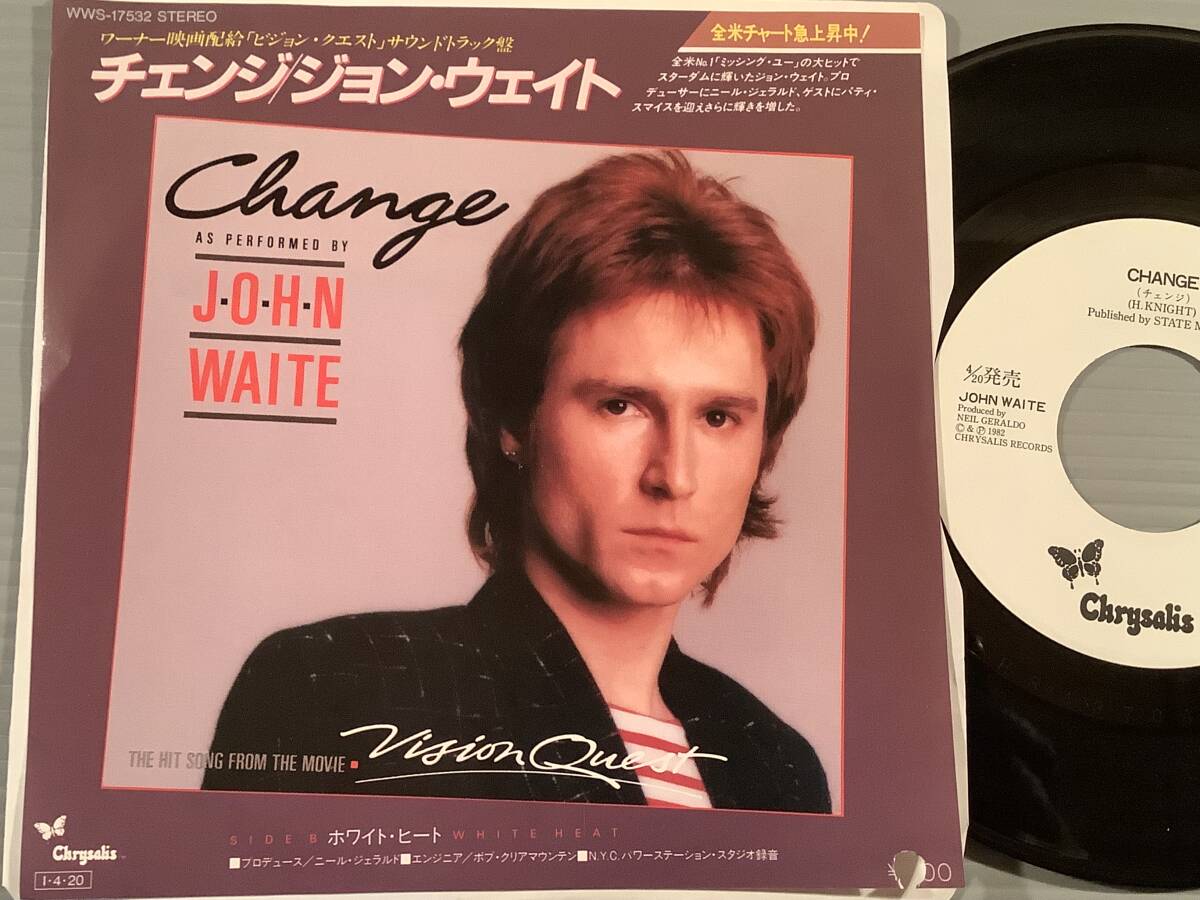 WWS-17532 STEREO
ワーナー映画配給「ビジョン・クエスト」サウンドトラック盤
チェンジ/ジョン・ウェイト
全米チャート急上昇中!
全米No.1「ミッシング・ユー」の大ヒットで
スターダムに輝いたジョン・ウェイト。プロ
デューサーにニール・ジェラルド、ゲストにパティ・
スマイスを迎えさらに輝きを増した。
Change
AS PERFORMED BY
J・O・H・N
WAITE
THE HIT SONG FROM THE MOVIE ▪ Vision Quest
SIDE B ホワイト・ヒート WHITE HEAT
■プロデュース/ニール・ジェラルド■エンジニア/ボブ・クリアマウンテン■N.Y.C.パワーステーション・スタジオ録音
Chrysalis
1・4・20
00
CHANGE
(チェンジ)
(H.KNIGHT)
Published by STATE
4/20発売
JOHN WAITE
Produced by
NEIL GERALDO
© & ℗ 1982
CHRYSALIS RECORDS
Chrysalis